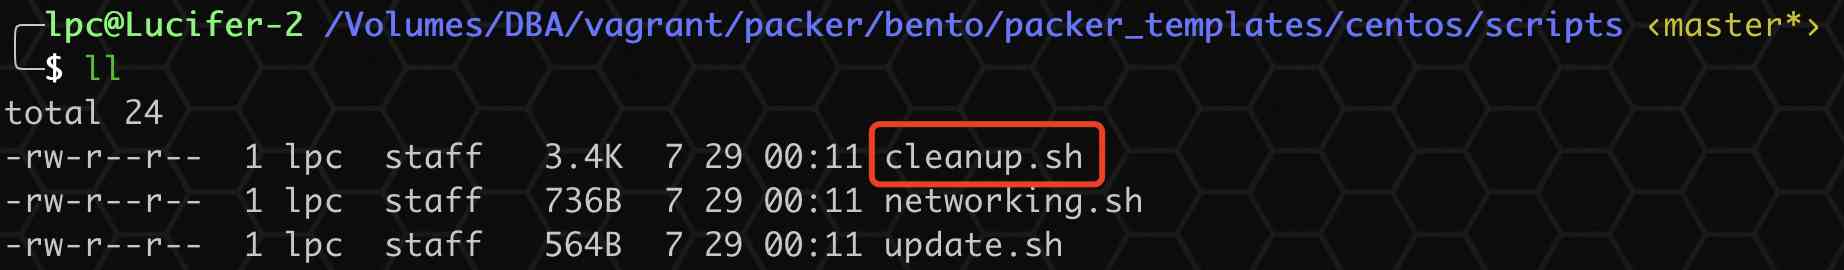 lpc@Lucifer-2 /Volumes/DBA/vagrant/packer/bento/packer_templates/centos/scripts ‹master*›
$ ll
total 24
-rw-r--r--  1 lpc  staff   3.4K  7 29 00:11 cleanup.sh
-rw-r--r--  1 lpc  staff   736B  7 29 00:11 networking.sh
-rw-r--r--  1 lpc  staff   564B  7 29 00:11 update.sh